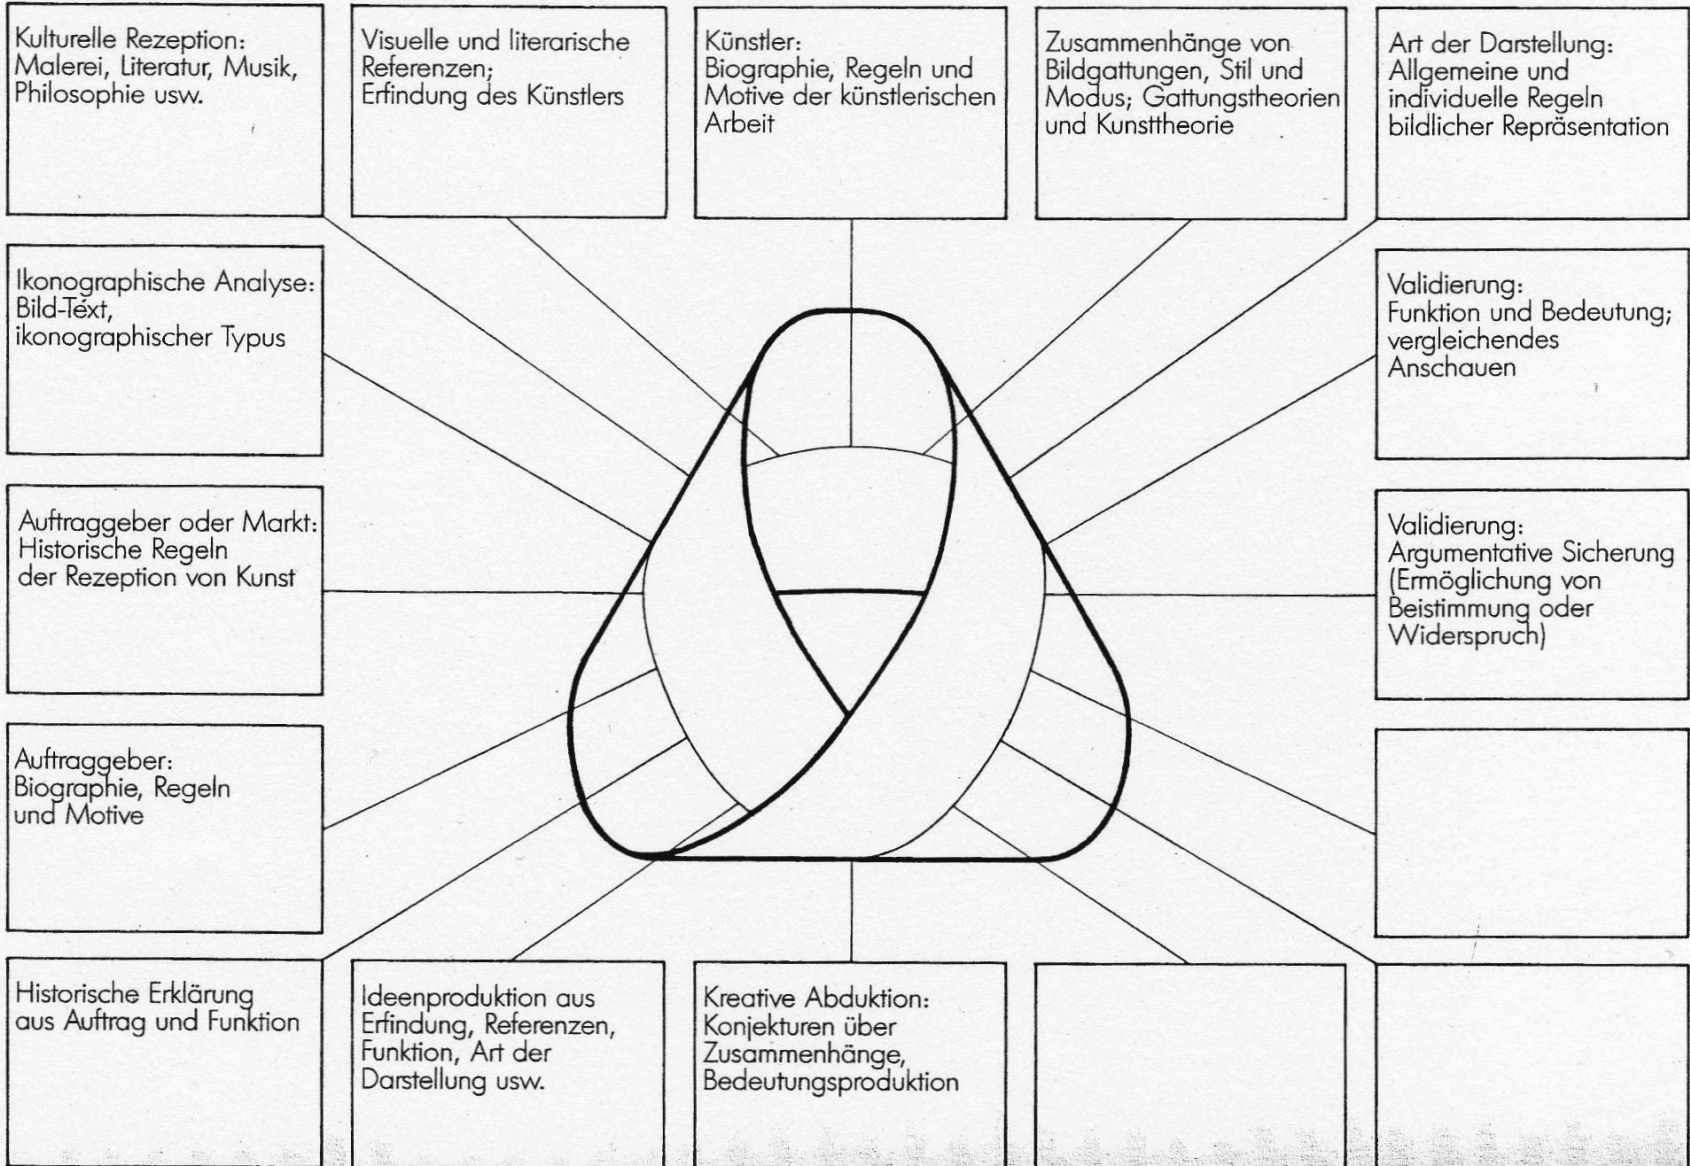 Kulturelle Rezeption:
Malerei, Literatur, Musik,
Philosophie usw.
Visuelle und literarische
Referenzen;
Erfindung des Künstlers
Künstler:
Biographie, Regeln und
Motive der künstlerischen
Arbeit
Zusammenhänge von
Bildgattungen, Stil und
Modus; Gattungstheorien
und Kunsttheorie
Art der Darstellung:
Allgemeine und
individuelle Regeln
bildlicher Repräsentation
Ikonographische Analyse:
Bild-Text,
ikonographischer Typus
Validierung:
Funktion und Bedeutung;
vergleichendes
Anschauen
Auftraggeber oder Markt:
Historische Regeln
der Rezeption von Kunst
Validierung:
Argumentative Sicherung
(Ermöglichung von
Beistimmung oder
Widerspruch)
Auftraggeber:
Biographie, Regeln
und Motive
Historische Erklärung
aus Auftrag und Funktion
Ideenproduktion aus
Erfindung, Referenzen,
Funktion, Art der
Darstellung usw.
Kreative Abduktion:
Konjekturen über
Zusammenhänge,
Bedeutungsproduktion